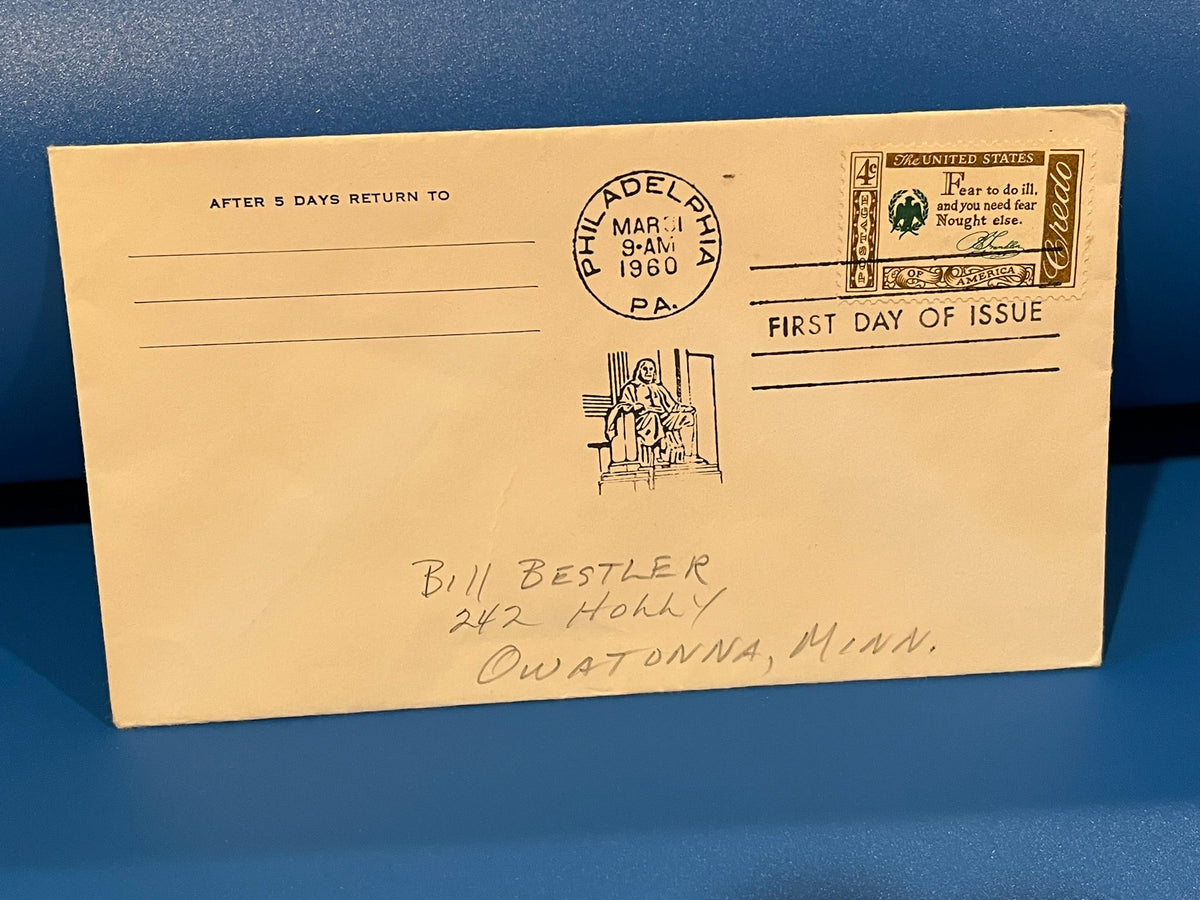 AFTER 5 DAYS RETURN TO
PHILADELPHIA
MAR 31
9·AM
1960
PA.
4c
POSTAGE
The UNITED STATES
Fear to do ill,
and you need fear
Nought else.
B Franklin
OF AMERICA
Credo
FIRST DAY OF ISSUE
Bill BESTLER
242 HOLLY
OWATONNA, MINN.